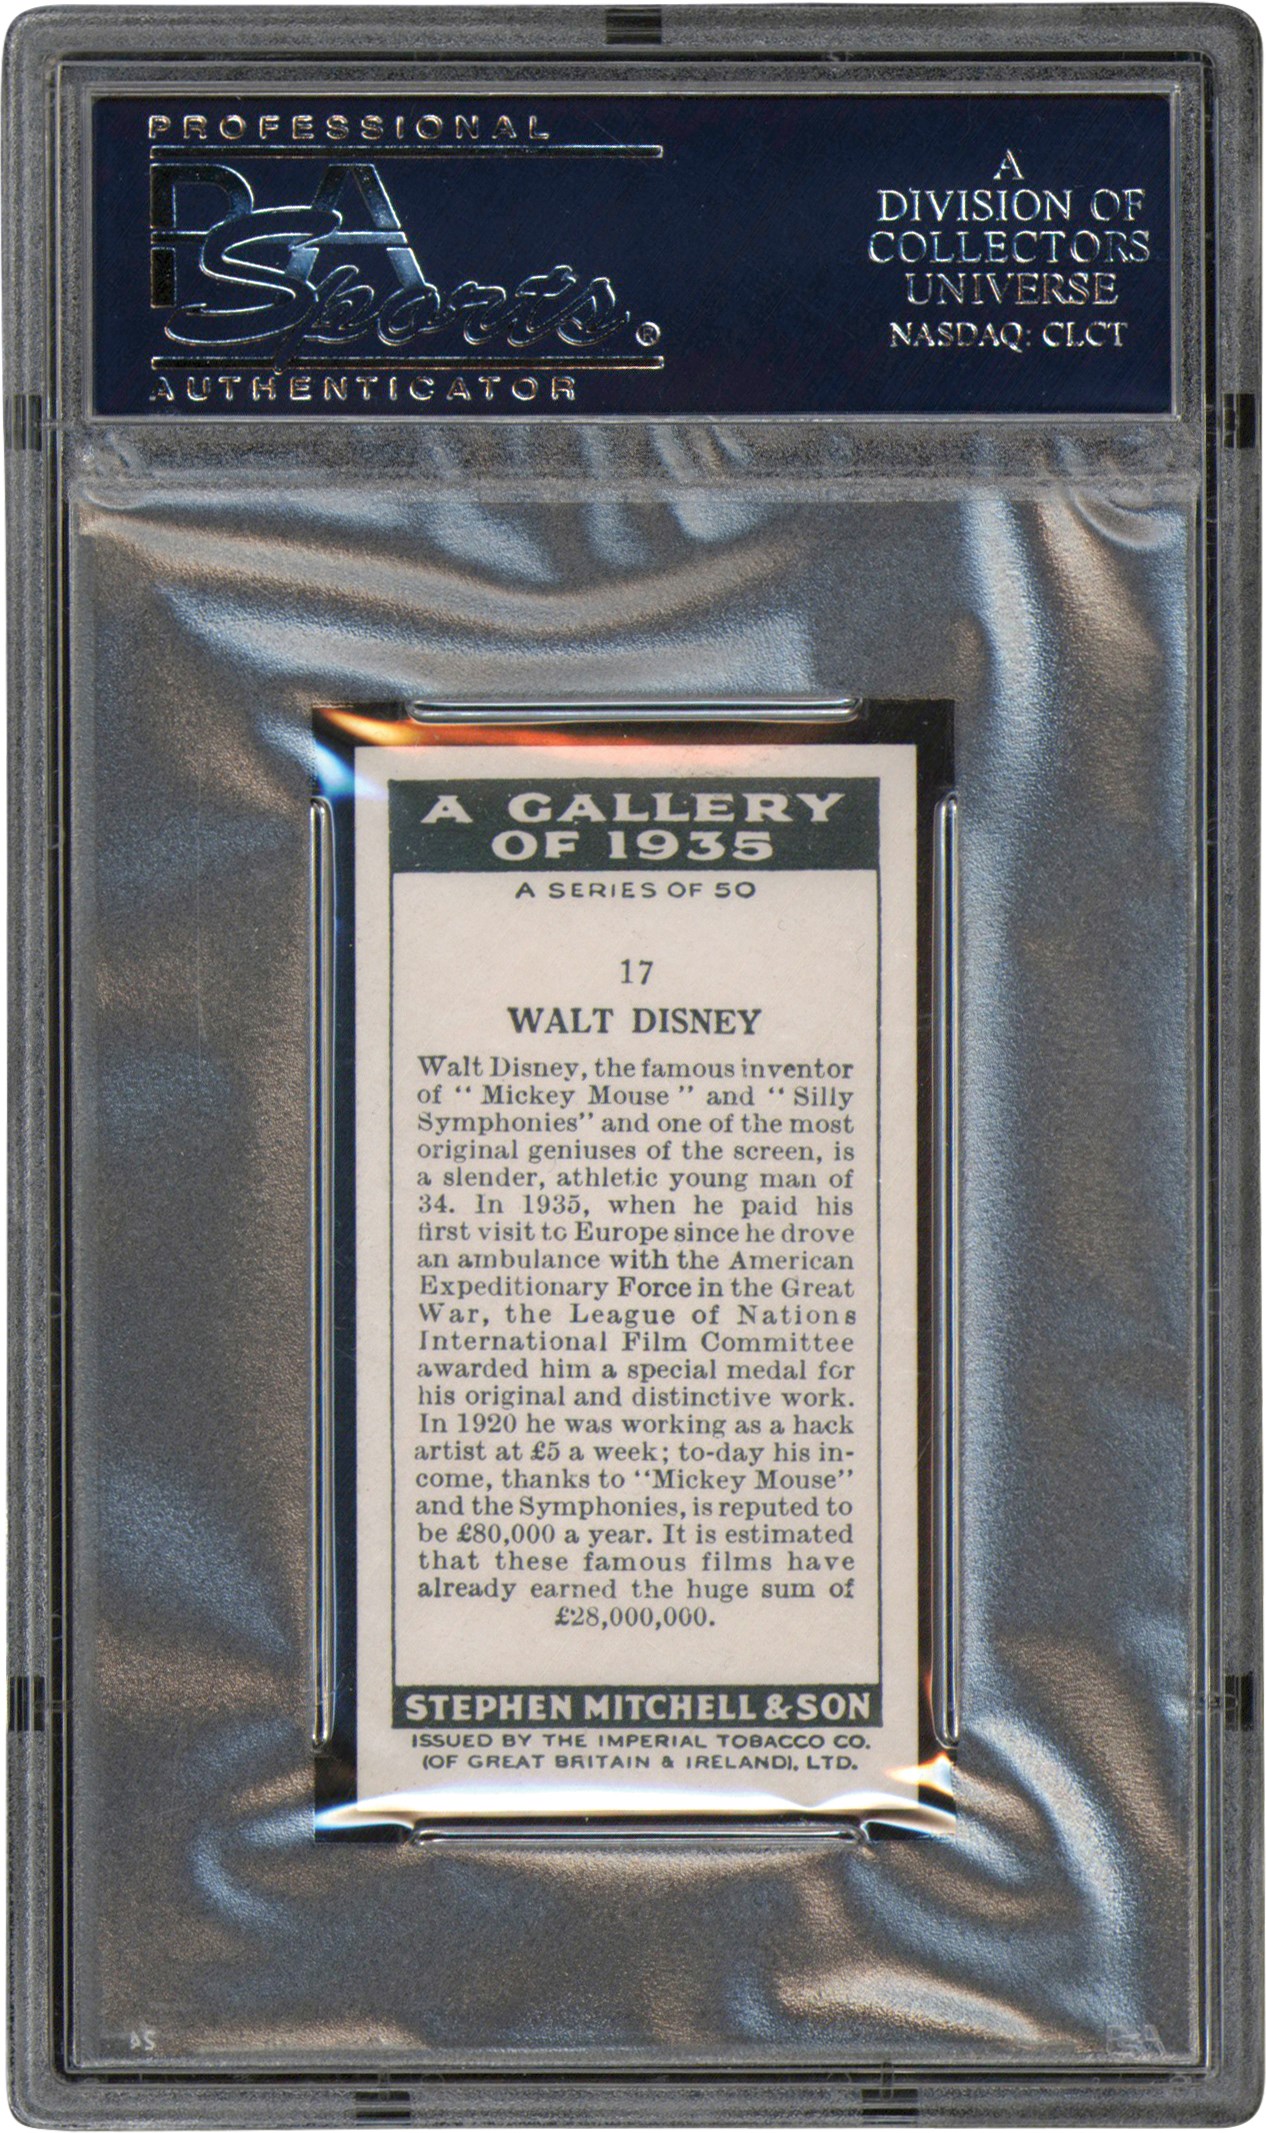 PROFESSIONAL
PSA
Sports®
AUTHENTICATOR
A
DIVISION OF
COLLECTORS
UNIVERSE
NASDAQ: CLCT
A GALLERY
OF 1935
A SERIES OF 50
17
WALT DISNEY
Walt Disney, the famous inventor
of “ Mickey Mouse ” and “ Silly
Symphonies” and one of the most
original geniuses of the screen, is
a slender, athletic young man of
34. In 1935, when he paid his
first visit to Europe since he drove
an ambulance with the American
Expeditionary Force in the Great
War, the League of Nations
International Film Committee
awarded him a special medal for
his original and distinctive work.
In 1920 he was working as a hack
artist at £5 a week; to-day his in-
come, thanks to “Mickey Mouse”
and the Symphonies, is reputed to
be £80,000 a year. It is estimated
that these famous films have
already earned the huge sum of
£28,000,000.
STEPHEN MITCHELL & SON
ISSUED BY THE IMPERIAL TOBACCO CO.
(OF GREAT BRITAIN & IRELAND), LTD.